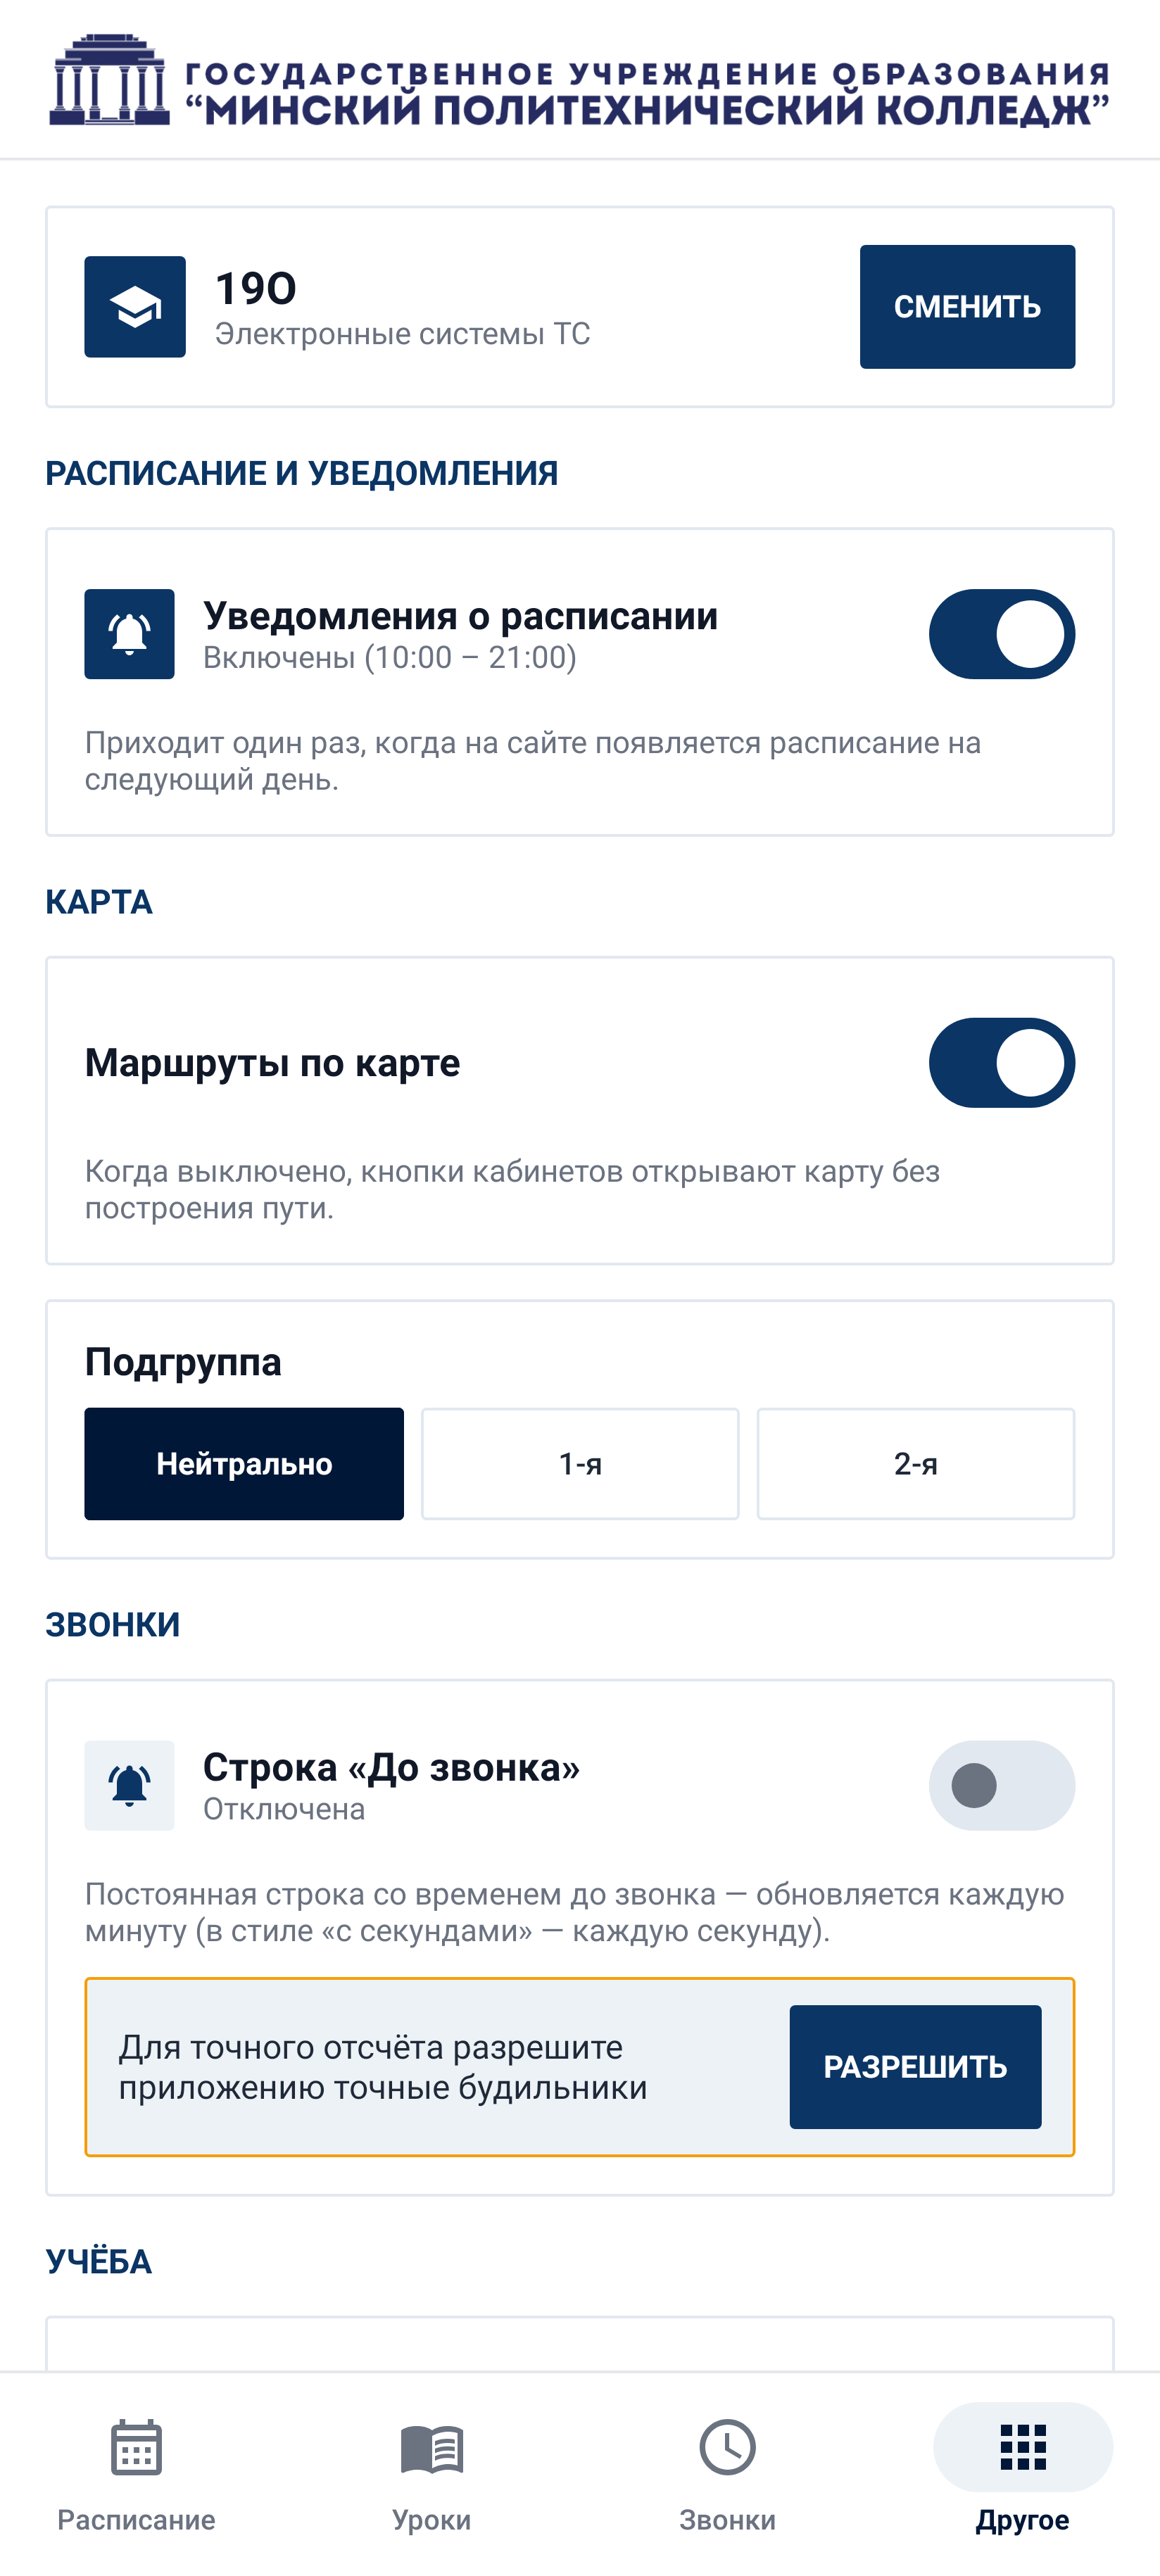 ГОСУДАРСТВЕННОЕ УЧРЕЖДЕНИЕ ОБРАЗОВАНИЯ
“МИНСКИЙ ПОЛИТЕХНИЧЕСКИЙ КОЛЛЕДЖ”
19О
Электронные системы ТС
СМЕНИТЬ
РАСПИСАНИЕ И УВЕДОМЛЕНИЯ
Уведомления о расписании
Включены (10:00 – 21:00)
Приходит один раз, когда на сайте появляется расписание на
следующий день.
КАРТА
Маршруты по карте
Когда выключено, кнопки кабинетов открывают карту без
построения пути.
Подгруппа
Нейтрально
1-я
2-я
ЗВОНКИ
Строка «До звонка»
Отключена
Постоянная строка со временем до звонка — обновляется каждую
минуту (в стиле «с секундами» — каждую секунду).
Для точного отсчёта разрешите
приложению точные будильники
РАЗРЕШИТЬ
УЧЁБА
Расписание
Уроки
Звонки
Другое